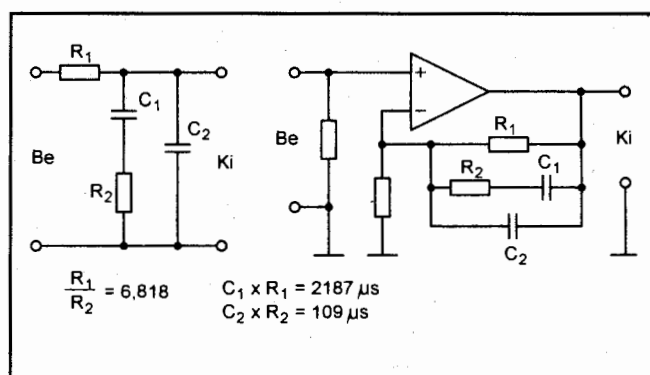 R₁
C₁
C₂
Be
R₂
Ki
R₁
R₂
= 6,818
+
−
Be
R₁
R₂
C₁
C₂
Ki
C₁ x R₁ = 2187 µs
C₂ x R₂ = 109 µs